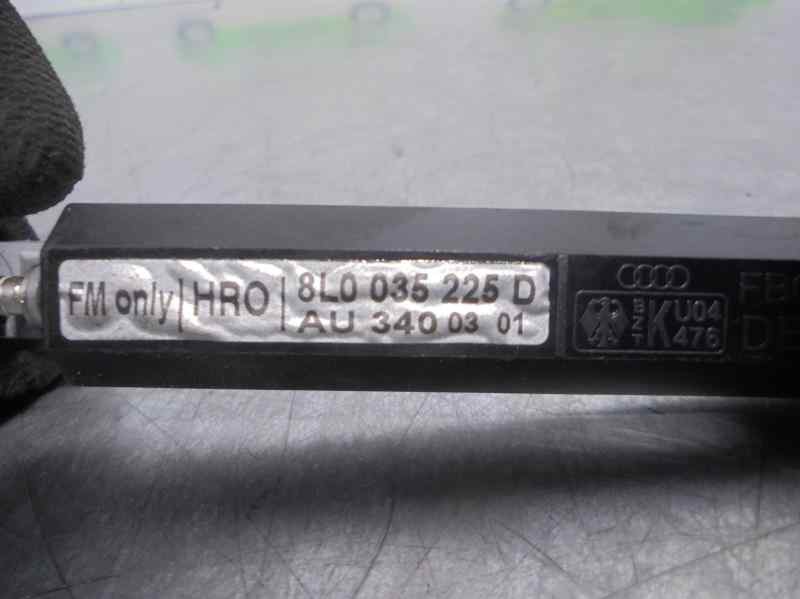 FM only | HRO | 8L0 035 225 D
AU 340 03 01
BZT K U04
476